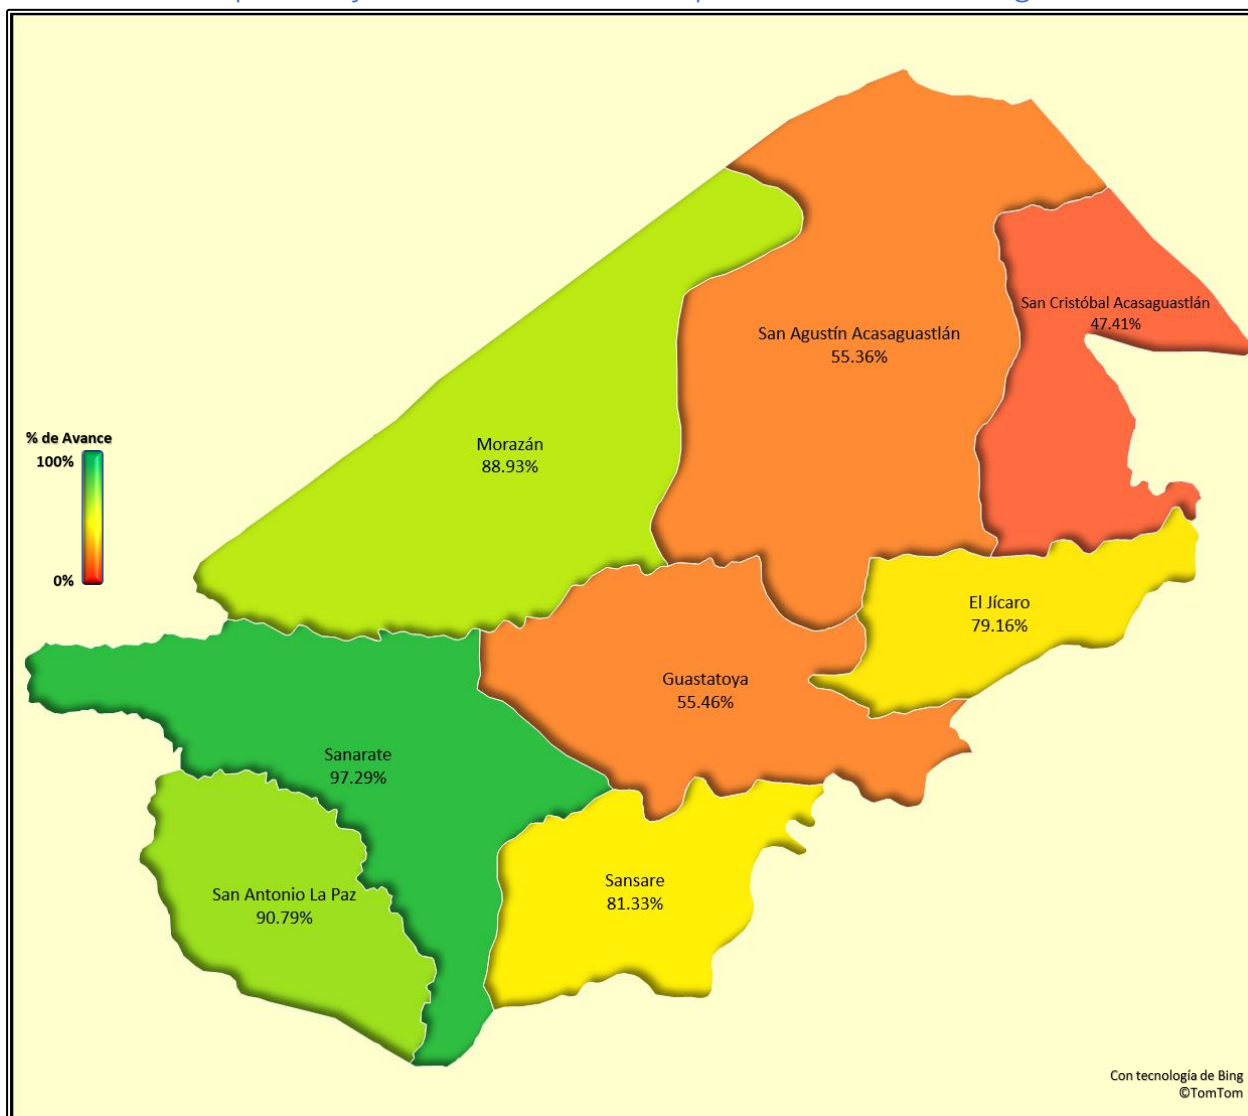 San Cristóbal Acasaguastlán
47.41%
San Agustín Acasaguastlán
55.36%
% de Avance
100%
0%
Morazán
88.93%
El Jícaro
79.16%
Guastatoya
55.46%
Sanarate
97.29%
Sansare
81.33%
San Antonio La Paz
90.79%
Con tecnología de Bing
©TomTom